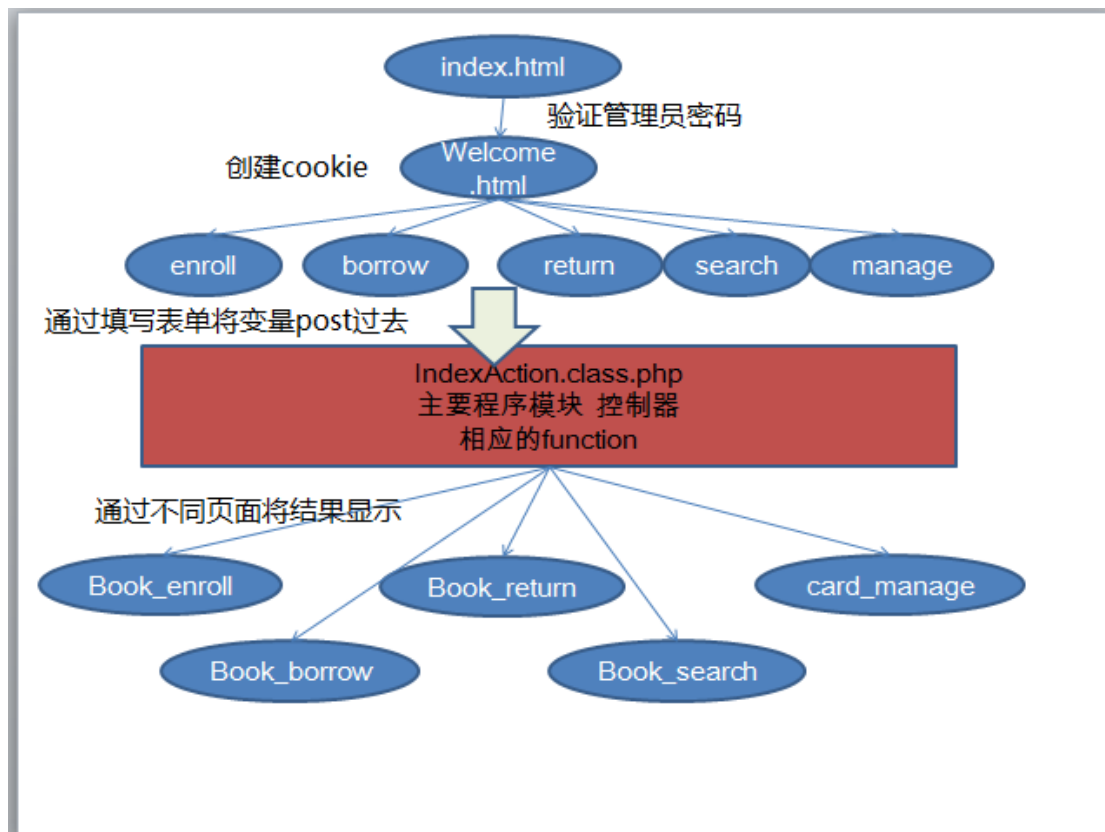 index.html
验证管理员密码
创建cookie
Welcome
.html
enroll
borrow
return
search
manage
通过填写表单将变量post过去
IndexAction.class.php
主要程序模块 控制器
相应的function
通过不同页面将结果显示
Book_enroll
Book_return
card_manage
Book_borrow
Book_search